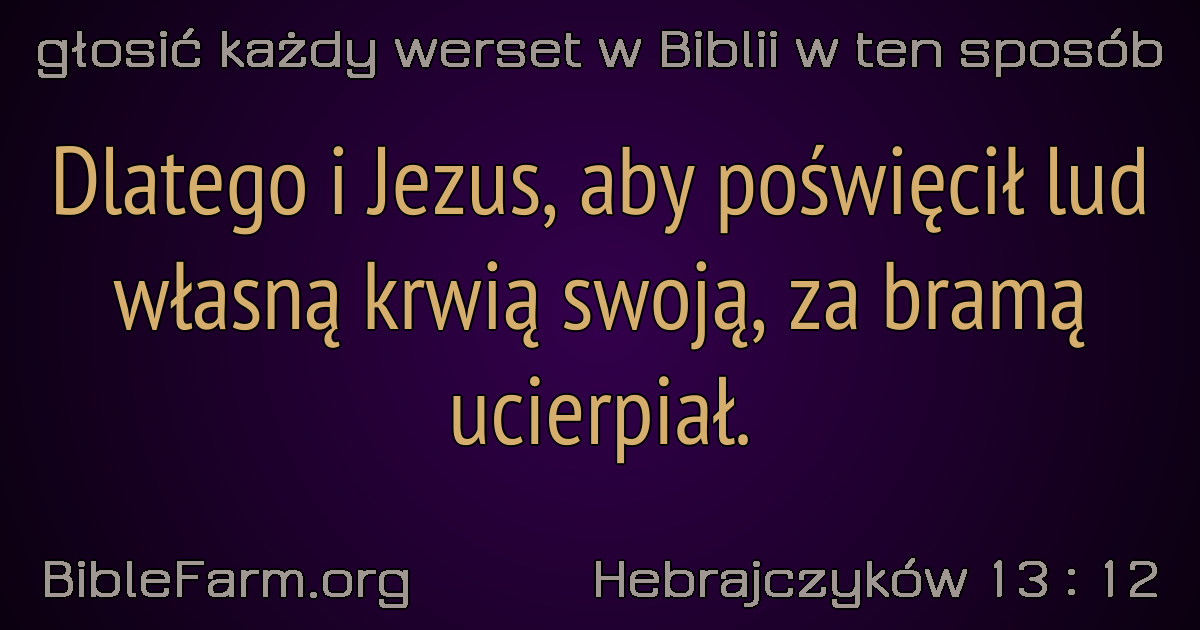 głosić każdy werset w Biblii w ten sposób
Dlatego i Jezus, aby poświęcił lud
własną krwią swoją, za bramą
ucierpiał.
BibleFarm.org
Hebrajczyków 13 : 12